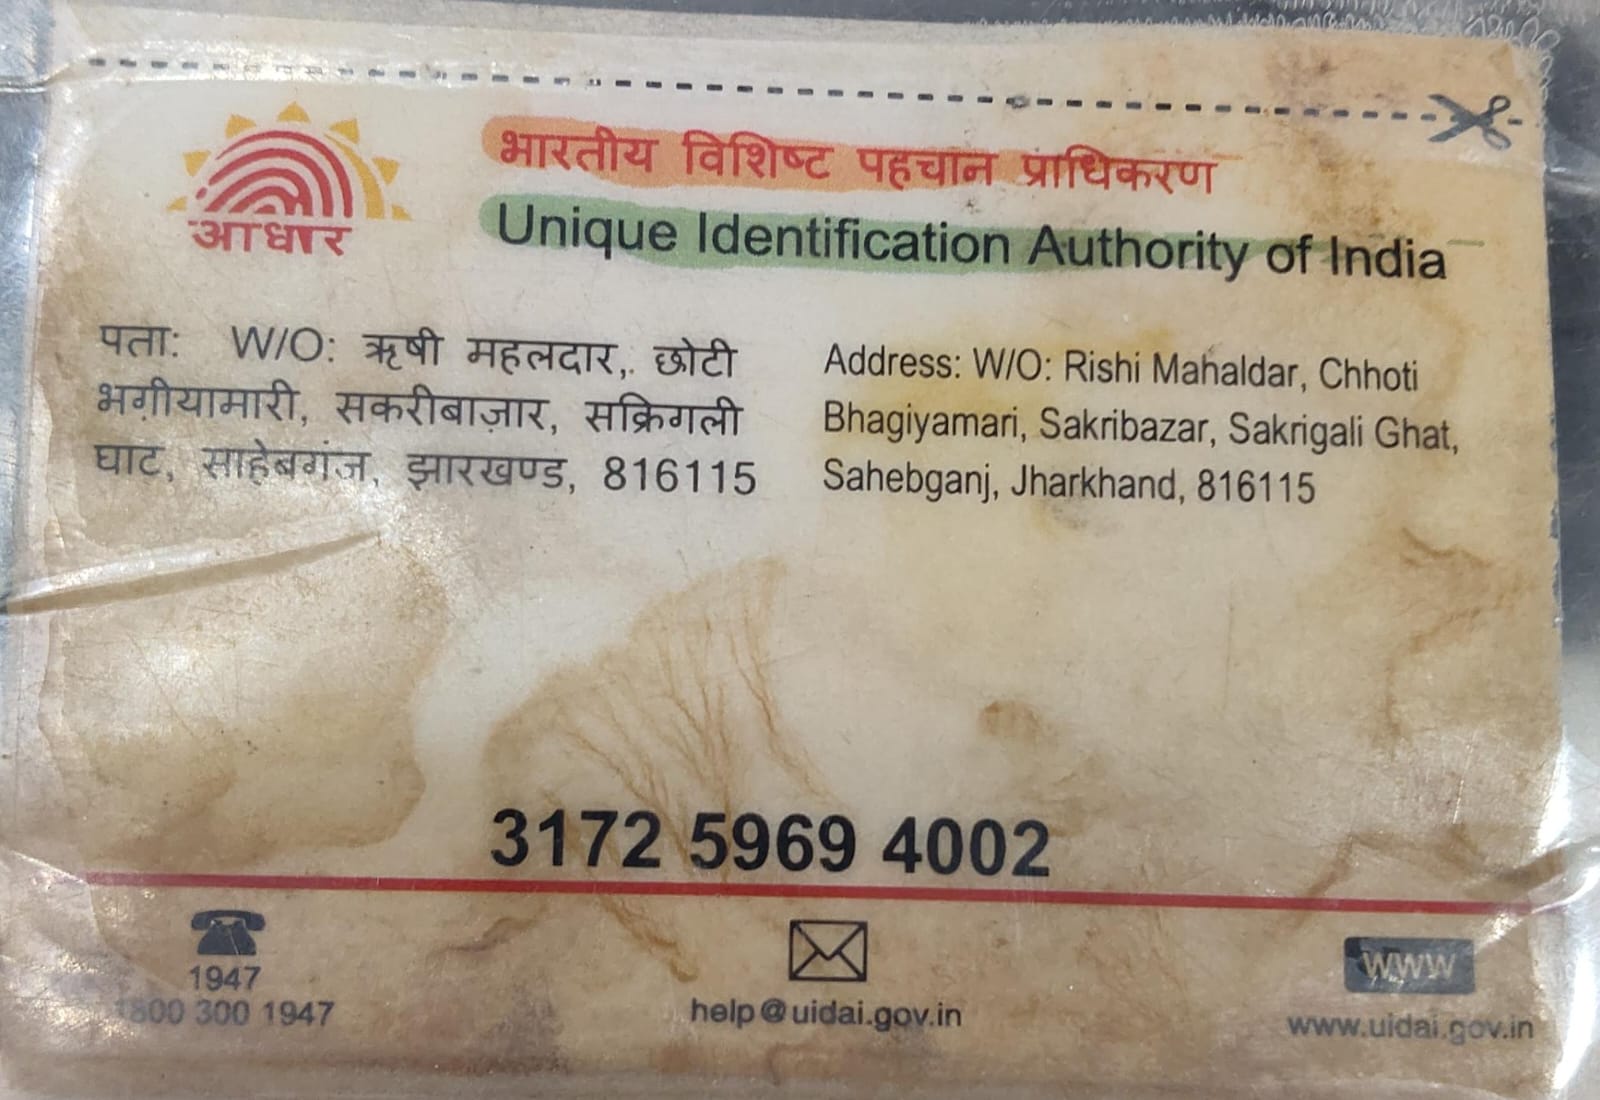 आधार
भारतीय विशिष्ट पहचान प्राधिकरण
Unique Identification Authority of India
पता: W/O: ऋषी महलदार,. छोटी
भग़ीयामारी, सकरीबाज़ार, सक्रिगली
घाट, साहेबगंज, झारखण्ड, 816115
Address: W/O: Rishi Mahaldar, Chhoti
Bhagiyamari, Sakribazar, Sakrigali Ghat,
Sahebganj, Jharkhand, 816115
3172 5969 4002
1947
1800 300 1947
help@uidai.gov.in
WWW
www.uidai.gov.in